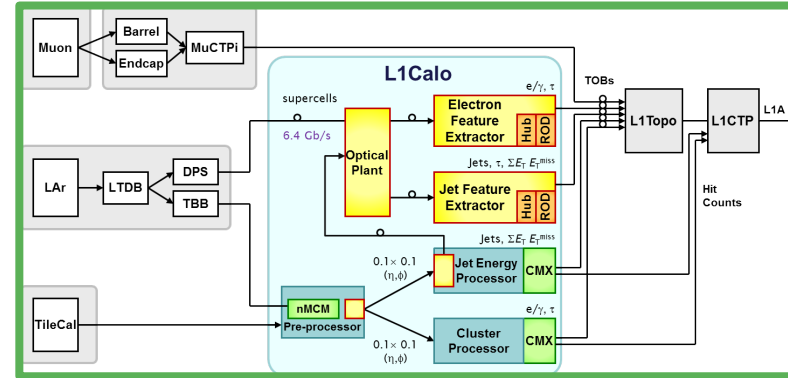 Muon
Barrel
Endcap
MuCTPi
L1Calo
supercells
6.4 Gb/s
Optical
Plant
e/γ, τ
Electron
Feature
Extractor
Hub
ROD
TOBs
L1Topo
L1CTP
L1A
LAr
LTDB
DPS
TBB
Jets, τ, ΣE_T E_T^miss
Jet Feature
Extractor
Hub
ROD
Hit
Counts
Jets, ΣE_T E_T^miss
0.1× 0.1
(η,ϕ)
Jet Energy
Processor
CMX
nMCM
Pre-processor
TileCal
e/γ, τ
Cluster
Processor
CMX
0.1× 0.1
(η,ϕ)